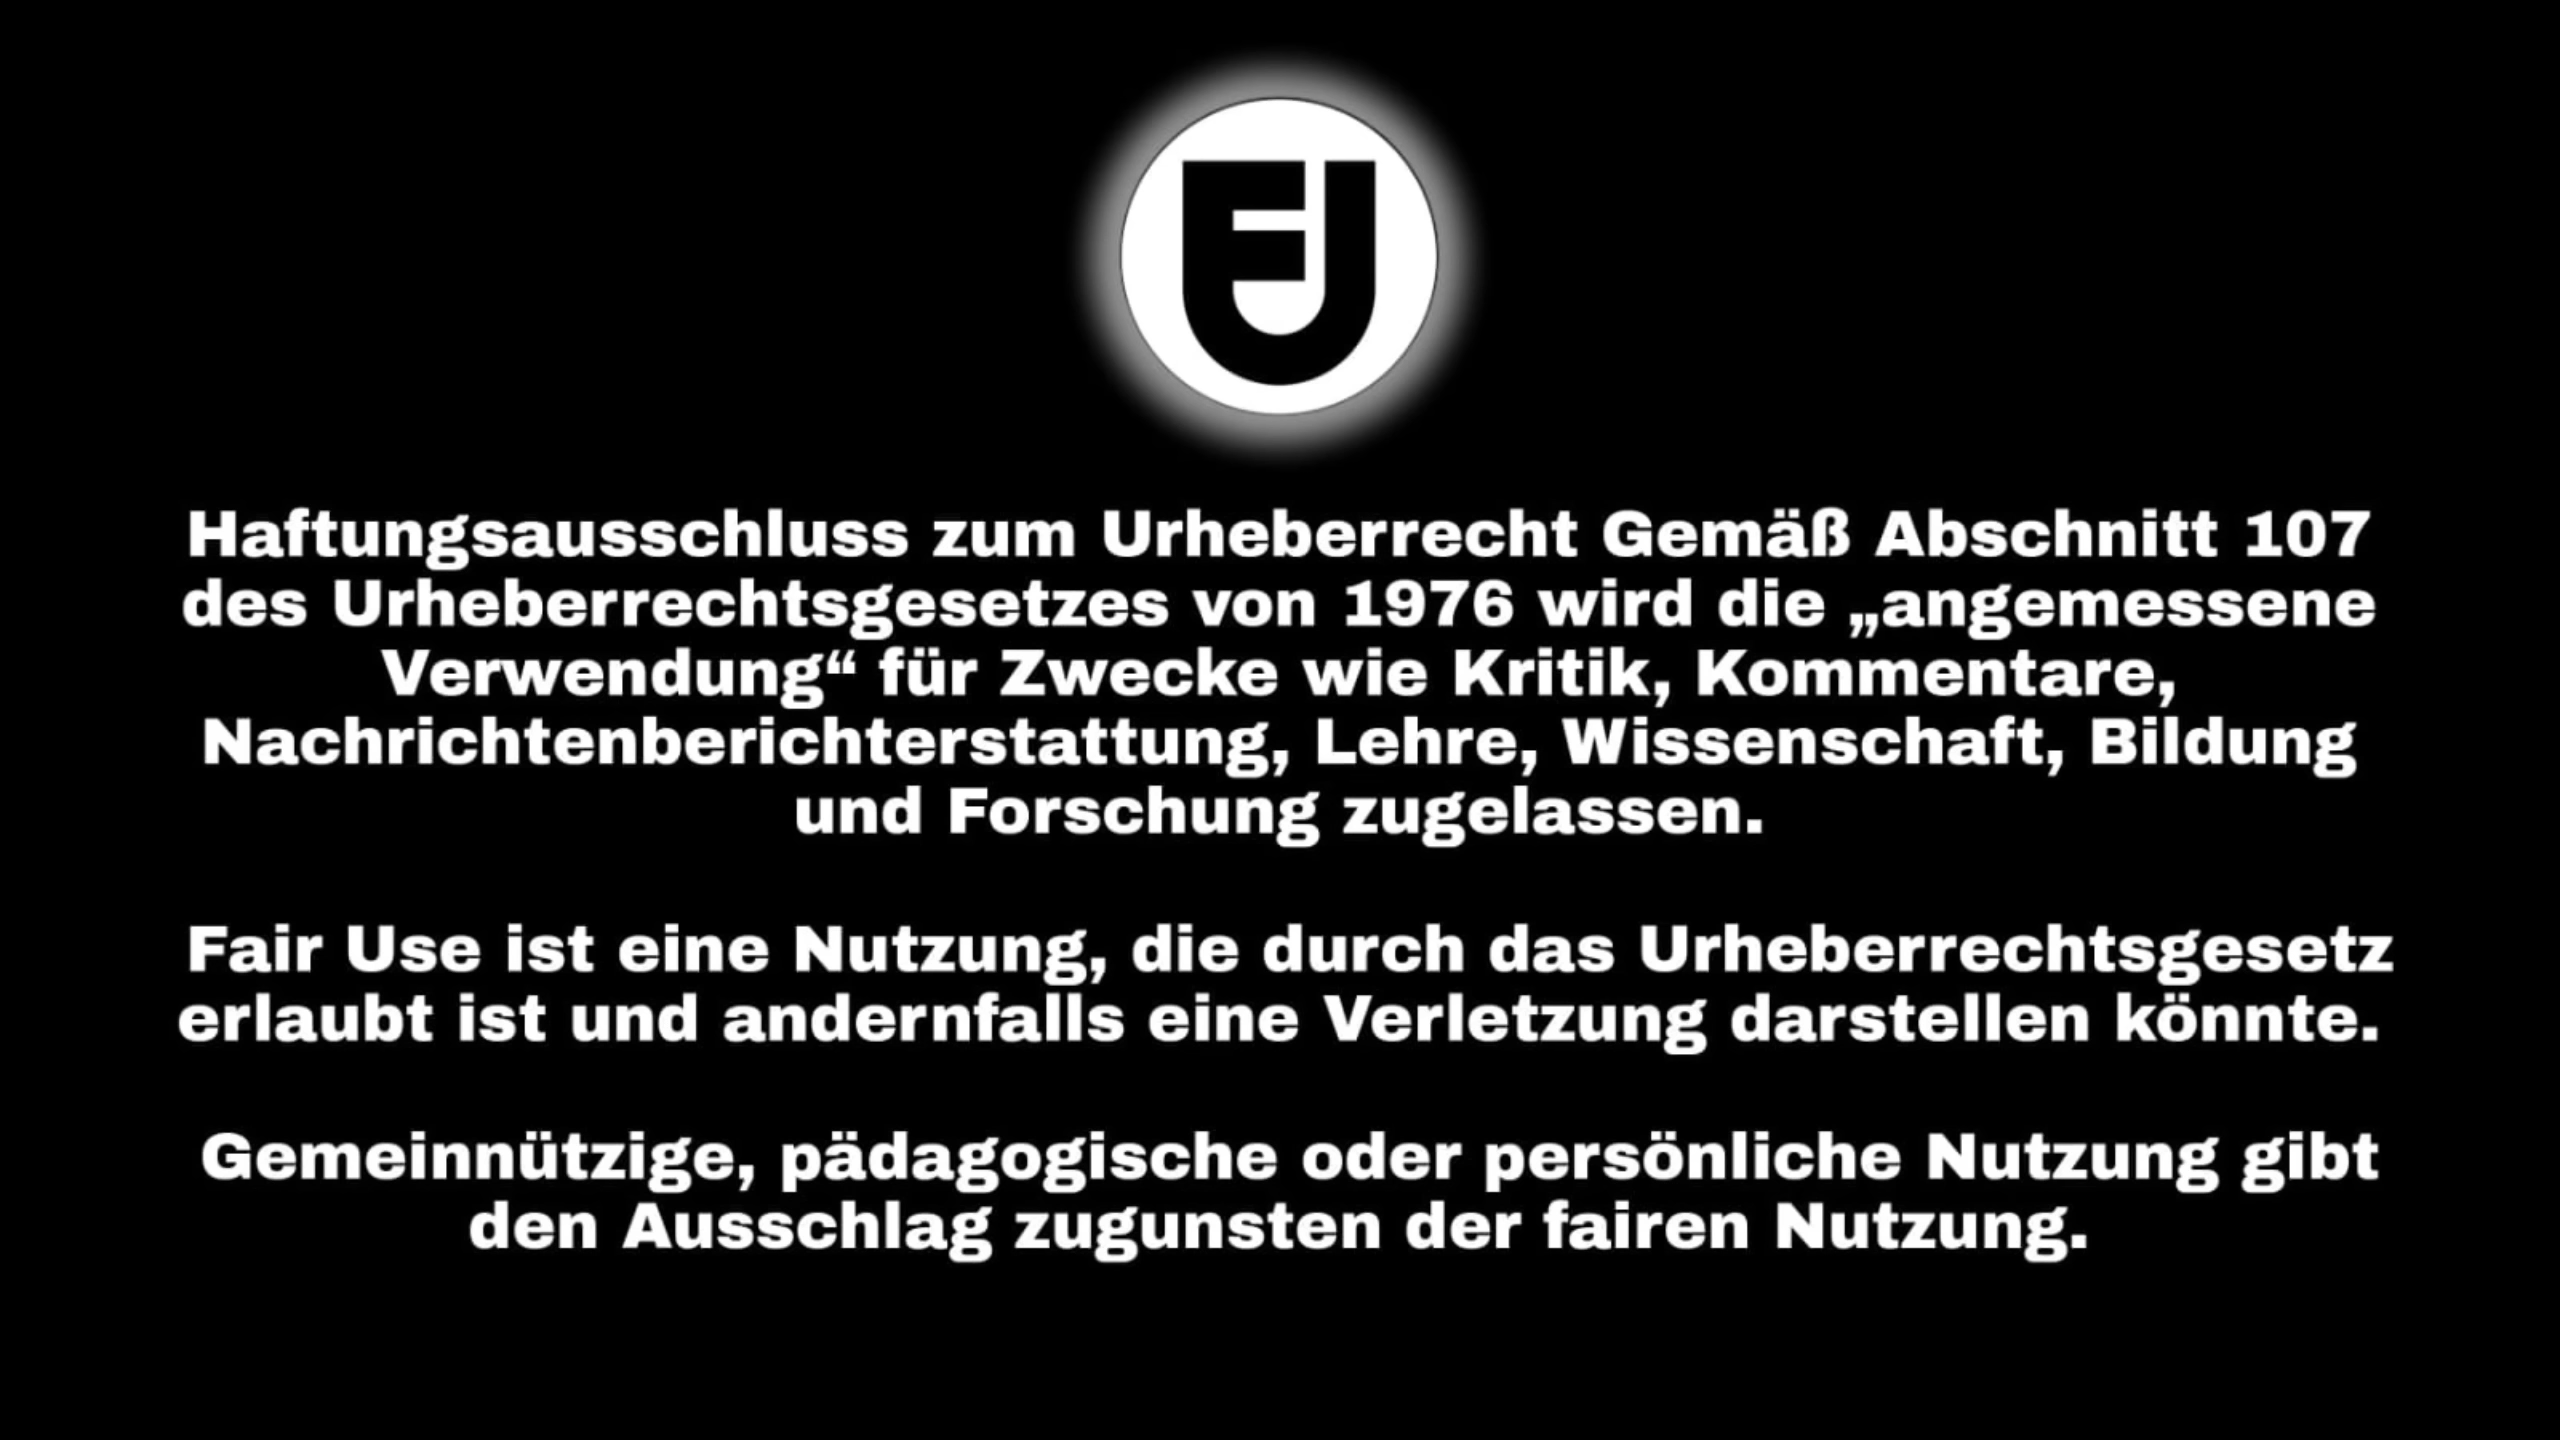 Haftungsausschluss zum Urheberrecht Gemäß Abschnitt 107
des Urheberrechtsgesetzes von 1976 wird die „angemessene
Verwendung“ für Zwecke wie Kritik, Kommentare,
Nachrichtenberichterstattung, Lehre, Wissenschaft, Bildung
und Forschung zugelassen.
Fair Use ist eine Nutzung, die durch das Urheberrechtsgesetz
erlaubt ist und andernfalls eine Verletzung darstellen könnte.
Gemeinnützige, pädagogische oder persönliche Nutzung gibt
den Ausschlag zugunsten der fairen Nutzung.